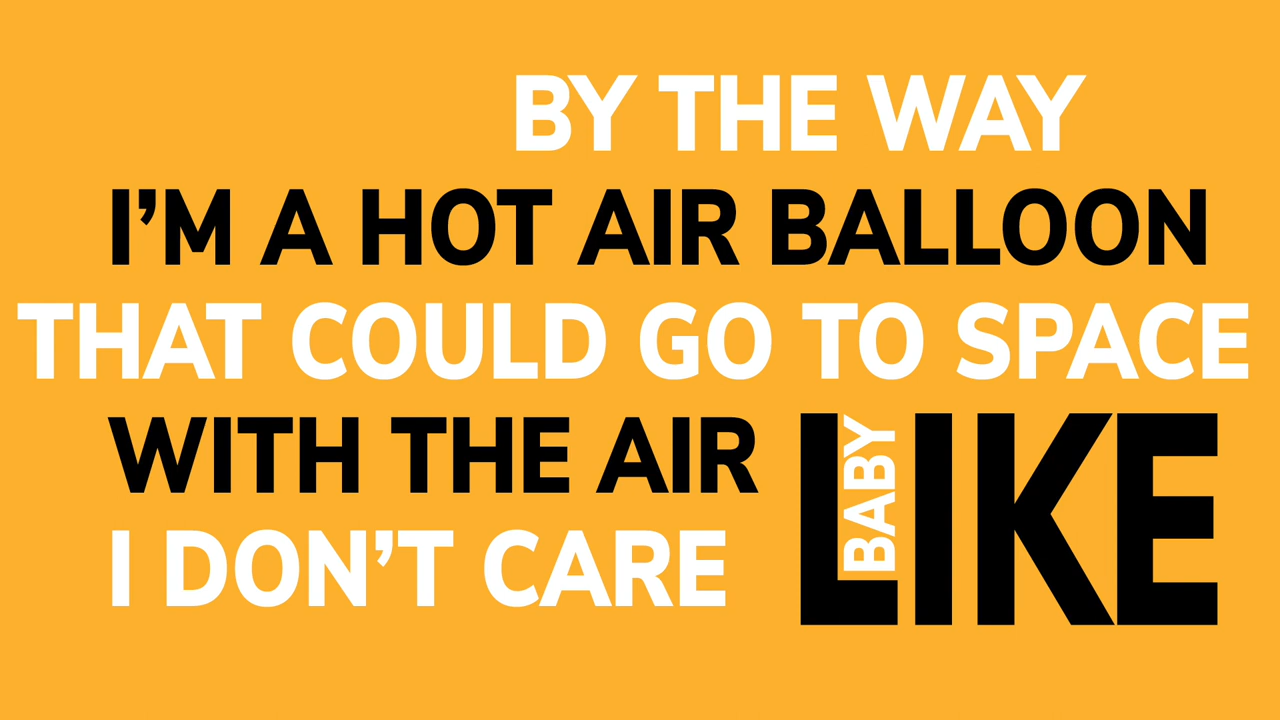 BY THE WAY
I’M A HOT AIR BALLOON
THAT COULD GO TO SPACE
WITH THE AIR
I DON’T CARE
LIKE
BABY